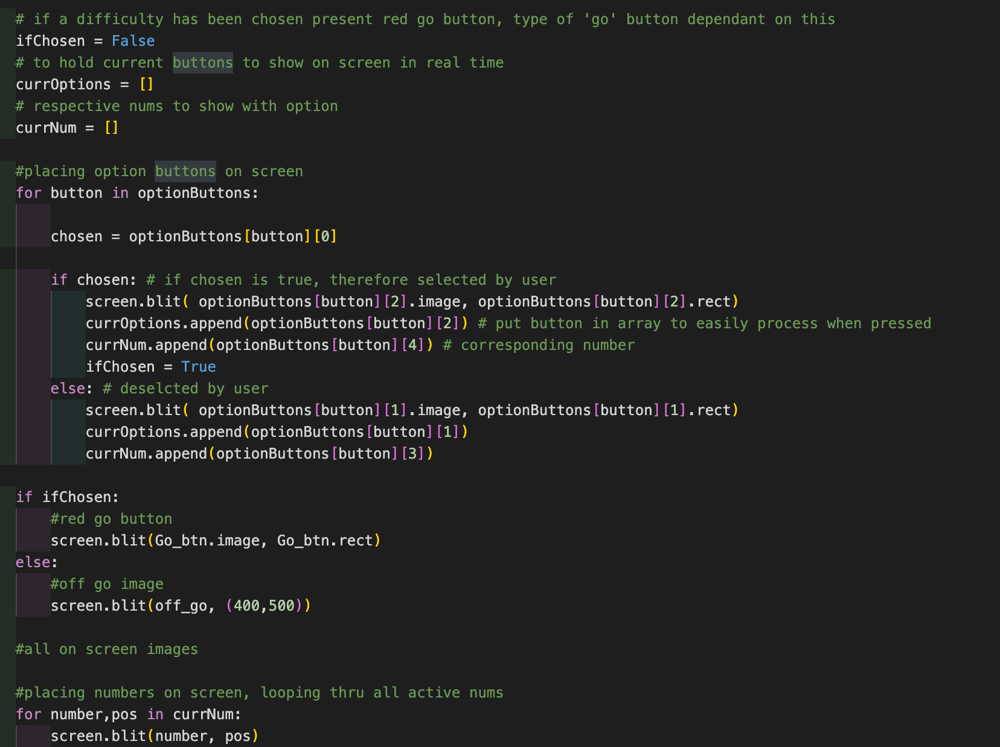 # if a difficulty has been chosen present red go button, type of 'go' button dependant on this
ifChosen = False
# to hold current buttons to show on screen in real time
currOptions = []
# respective nums to show with option
currNum = []
#placing option buttons on screen
for button in optionButtons:
chosen = optionButtons[button][0]
if chosen: # if chosen is true, therefore selected by user
screen.blit( optionButtons[button][2].image, optionButtons[button][2].rect)
currOptions.append(optionButtons[button][2]) # put button in array to easily process when pressed
currNum.append(optionButtons[button][4]) # corresponding number
ifChosen = True
else: # deselcted by user
screen.blit( optionButtons[button][1].image, optionButtons[button][1].rect)
currOptions.append(optionButtons[button][1])
currNum.append(optionButtons[button][3])
if ifChosen:
#red go button
screen.blit(Go_btn.image, Go_btn.rect)
else:
#off go image
screen.blit(off_go, (400,500))
#all on screen images
#placing numbers on screen, looping thru all active nums
for number,pos in currNum:
screen.blit(number, pos)